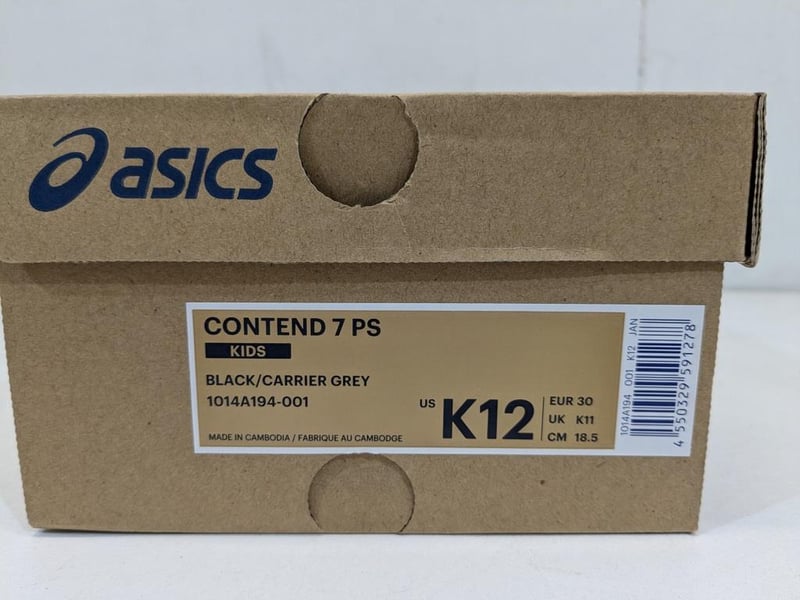 asics
CONTEND 7 PS
KIDS
BLACK/CARRIER GREY
1014A194-001
MADE IN CAMBODIA / FABRIQUE AU CAMBODGE
US K12
EUR 30
UK K11
CM 18.5
1014A194 001 K12 JAN
4 550329 591278